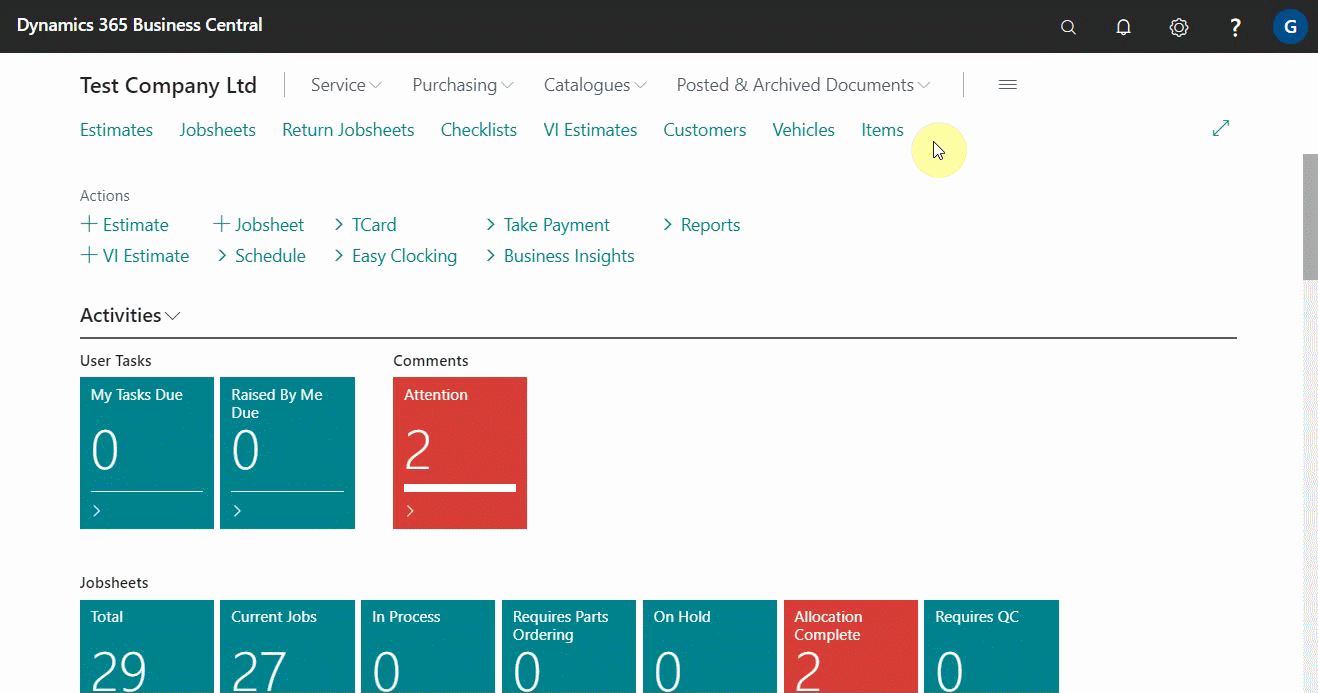 Dynamics 365 Business Central
? G
Test Company Ltd Service Purchasing Catalogues Posted & Archived Documents
Estimates Jobsheets Return Jobsheets Checklists VI Estimates Customers Vehicles Items
Actions
+ Estimate + Jobsheet > TCard > Take Payment > Reports
+ VI Estimate > Schedule > Easy Clocking > Business Insights
Activities
User Tasks Comments
My Tasks Due Raised By Me Attention
Due
0 0 2
> > >
Jobsheets
Total Current Jobs In Process Requires Parts On Hold Allocation Requires QC
Ordering Complete
29 27 0 0 0 2 0